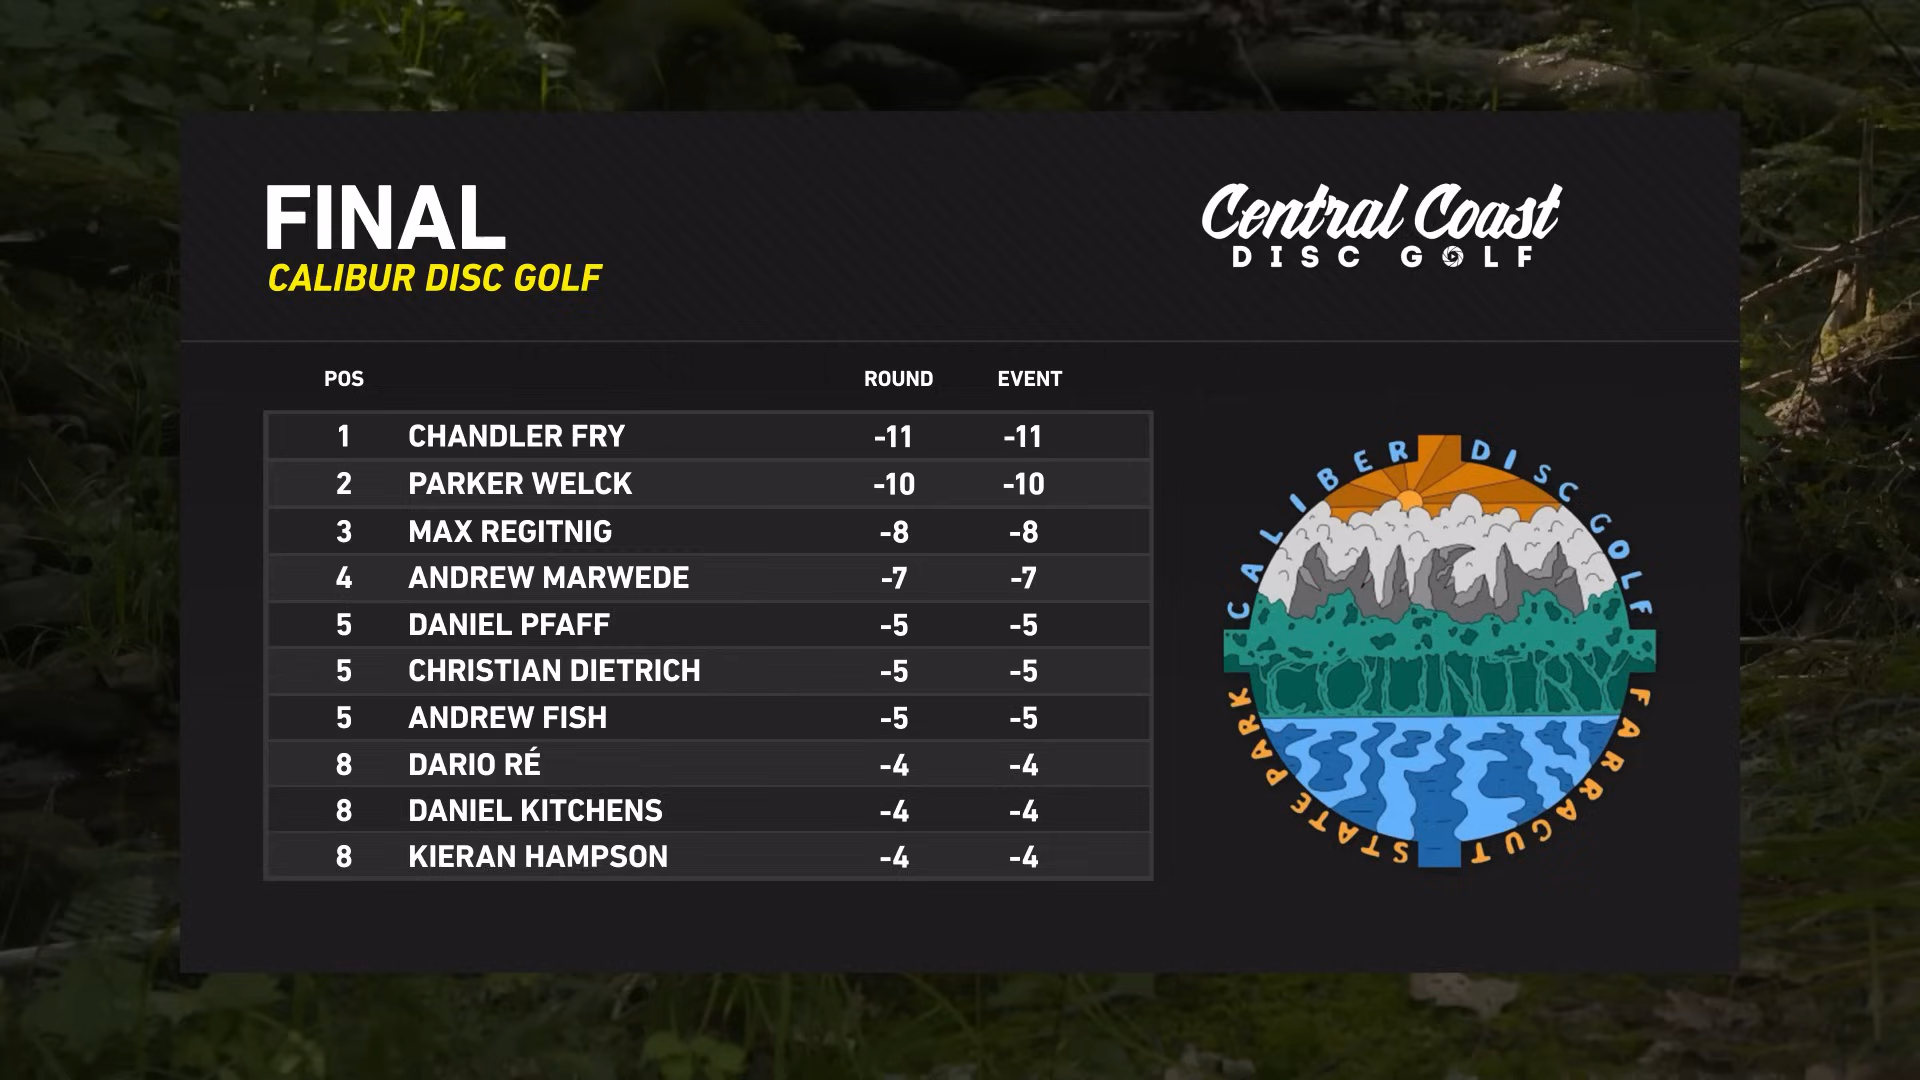 FINAL
CALIBUR DISC GOLF
Central Coast
DISC GOLF
POS ROUND EVENT
1 CHANDLER FRY -11 -11
2 PARKER WELCK -10 -10
3 MAX REGITNIG -8 -8
4 ANDREW MARWEDE -7 -7
5 DANIEL PFAFF -5 -5
5 CHRISTIAN DIETRICH -5 -5
5 ANDREW FISH -5 -5
8 DARIO RÉ -4 -4
8 DANIEL KITCHENS -4 -4
8 KIERAN HAMPSON -4 -4
CALIBER DISC GOLF
MTCH
COUNTRY
OPEN
FARRAGUT STATE PARK